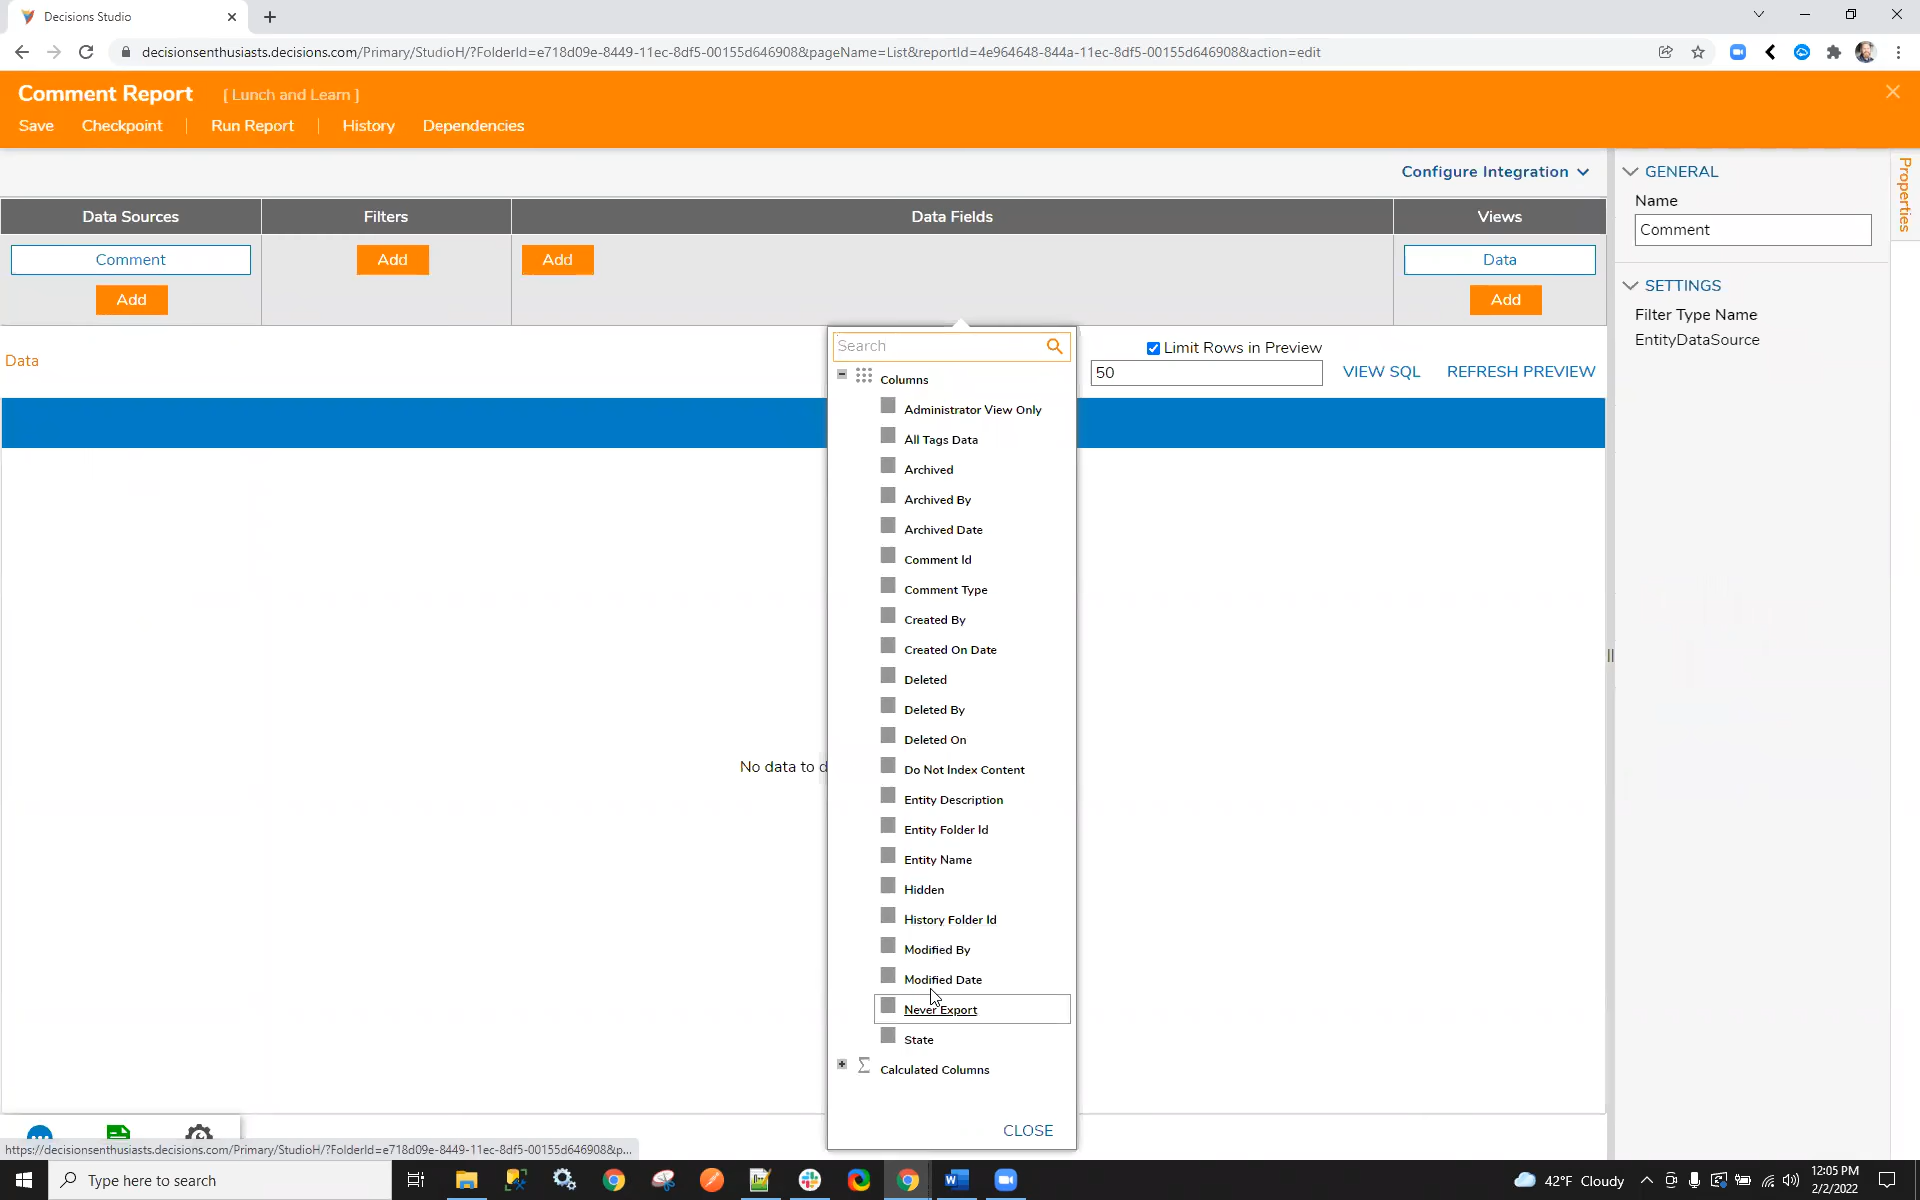 Decisions Studio
decisionsenthusiasts.decisions.com/Primary/StudioH/?FolderId=e718d09e-8449-11ec-8df5-00155d646908&pageName=List&reportId=4e964648-844a-11ec-8df5-00155d646908&action=edit
Comment Report [ Lunch and Learn ]
Save Checkpoint Run Report History Dependencies
Configure Integration
Data Sources Filters Data Fields Views
Comment Add Add Data
Add Add
Data
Search
Limit Rows in Preview
50 VIEW SQL REFRESH PREVIEW
Columns
Administrator View Only
All Tags Data
Archived
Archived By
Archived Date
Comment Id
Comment Type
Created By
Created On Date
Deleted
Deleted By
Deleted On
Do Not Index Content
Entity Description
Entity Folder Id
Entity Name
Hidden
History Folder Id
Modified By
Modified Date
Never Export
State
Calculated Columns
CLOSE
No data to d
GENERAL
Name
Comment
SETTINGS
Filter Type Name
EntityDataSource
Properties
https://decisionsenthusiasts.decisions.com/Primary/StudioH/?FolderId=e718d09e-8449-11ec-8df5-00155d646908&p...
Type here to search
42°F Cloudy
12:05 PM
2/2/2022